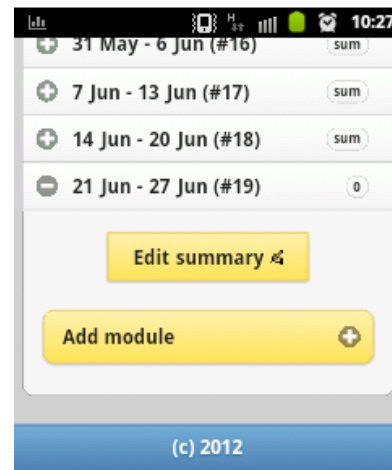 H 10:27
31 May - 6 Jun (#16) sum
7 Jun - 13 Jun (#17) sum
14 Jun - 20 Jun (#18) sum
21 Jun - 27 Jun (#19) 0
Edit summary
Add module
(c) 2012